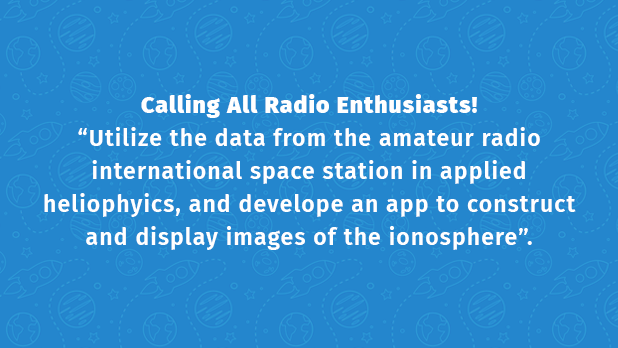 Calling All Radio Enthusiasts!
“Utilize the data from the amateur radio
international space station in applied
heliophyics, and develope an app to construct
and display images of the ionosphere”.